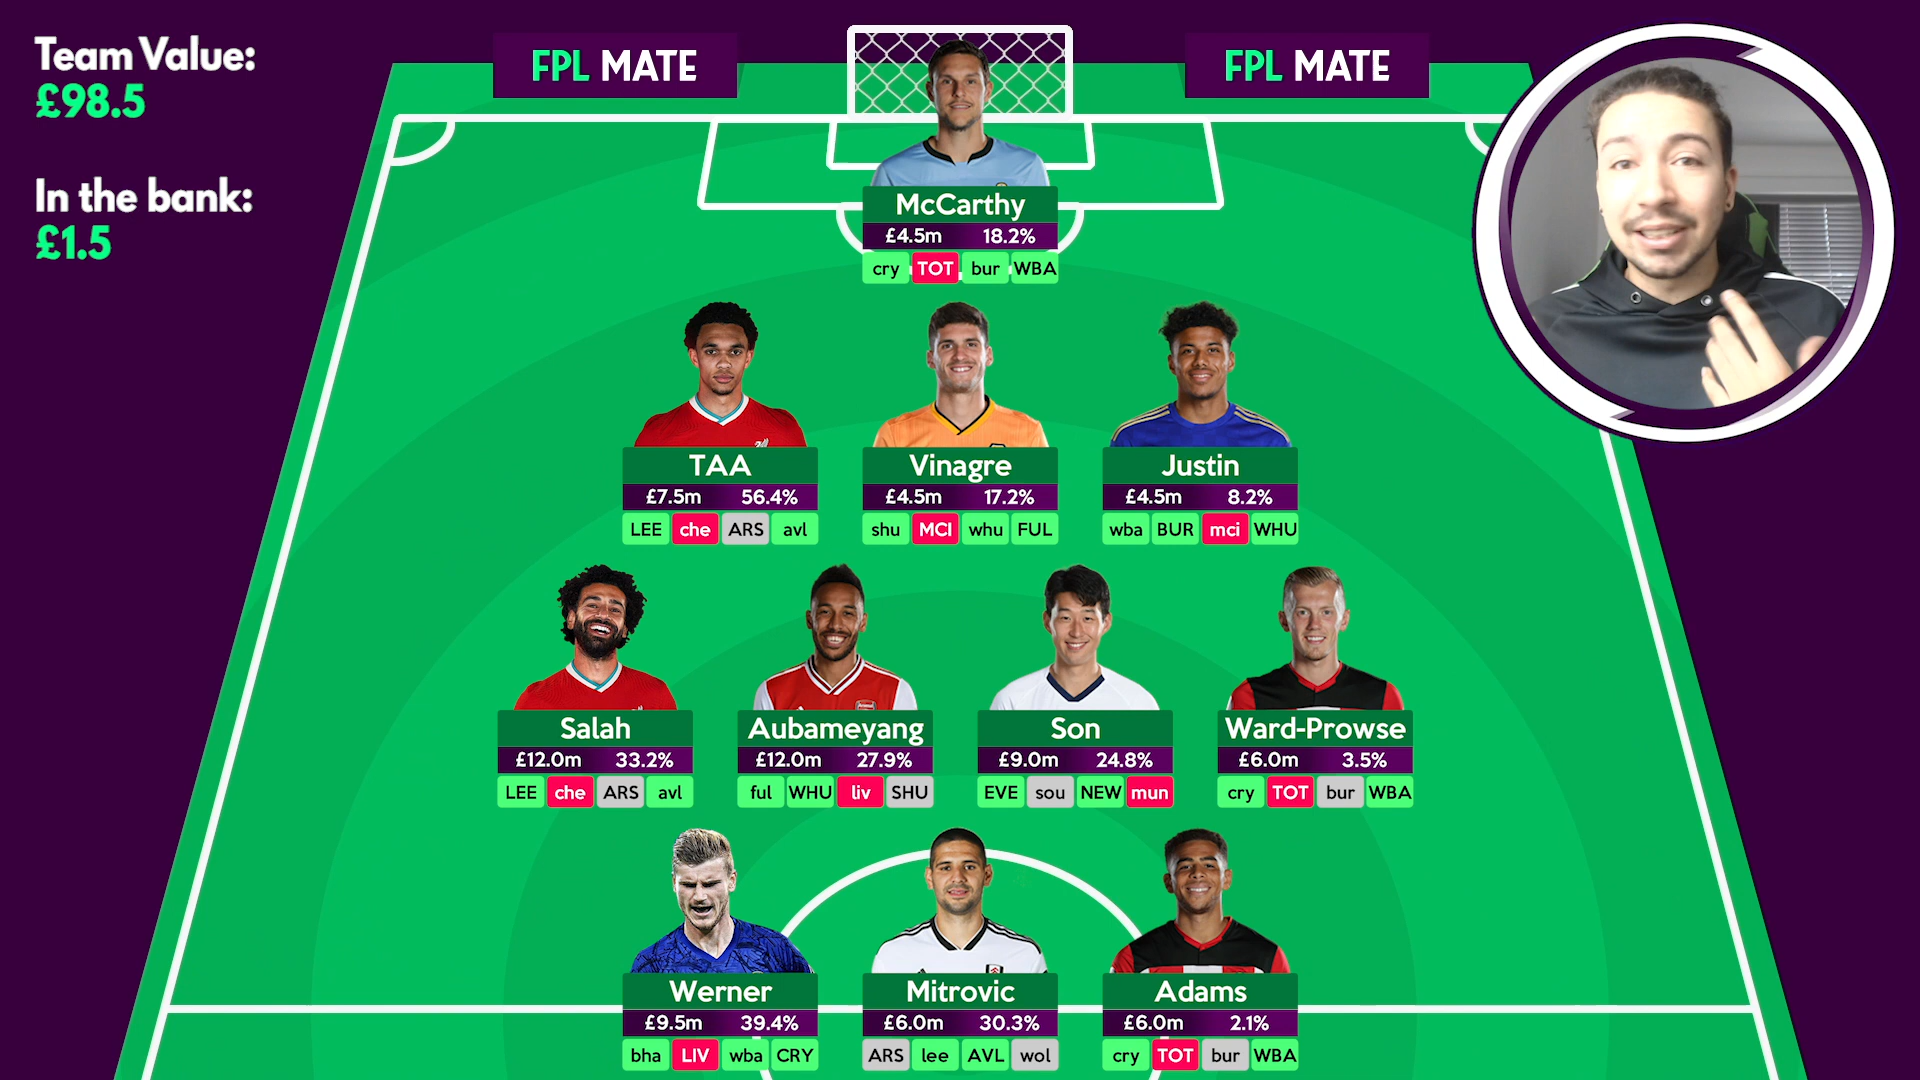 Team Value:
£98.5
In the bank:
£1.5
FPL MATE
FPL MATE
McCarthy
£4.5m 18.2%
cry TOT bur WBA
TAA
£7.5m 56.4%
LEE che ARS avl
Vinagre
£4.5m 17.2%
shu MCI whu FUL
Justin
£4.5m 8.2%
wba BUR mci WHU
Salah
£12.0m 33.2%
LEE che ARS avl
Aubameyang
£12.0m 27.9%
ful WHU liv SHU
Son
£9.0m 24.8%
EVE sou NEW mun
Ward-Prowse
£6.0m 3.5%
cry TOT bur WBA
Werner
£9.5m 39.4%
bha LIV wba CRY
Mitrovic
£6.0m 30.3%
ARS lee AVL wol
Adams
£6.0m 2.1%
cry TOT bur WBA